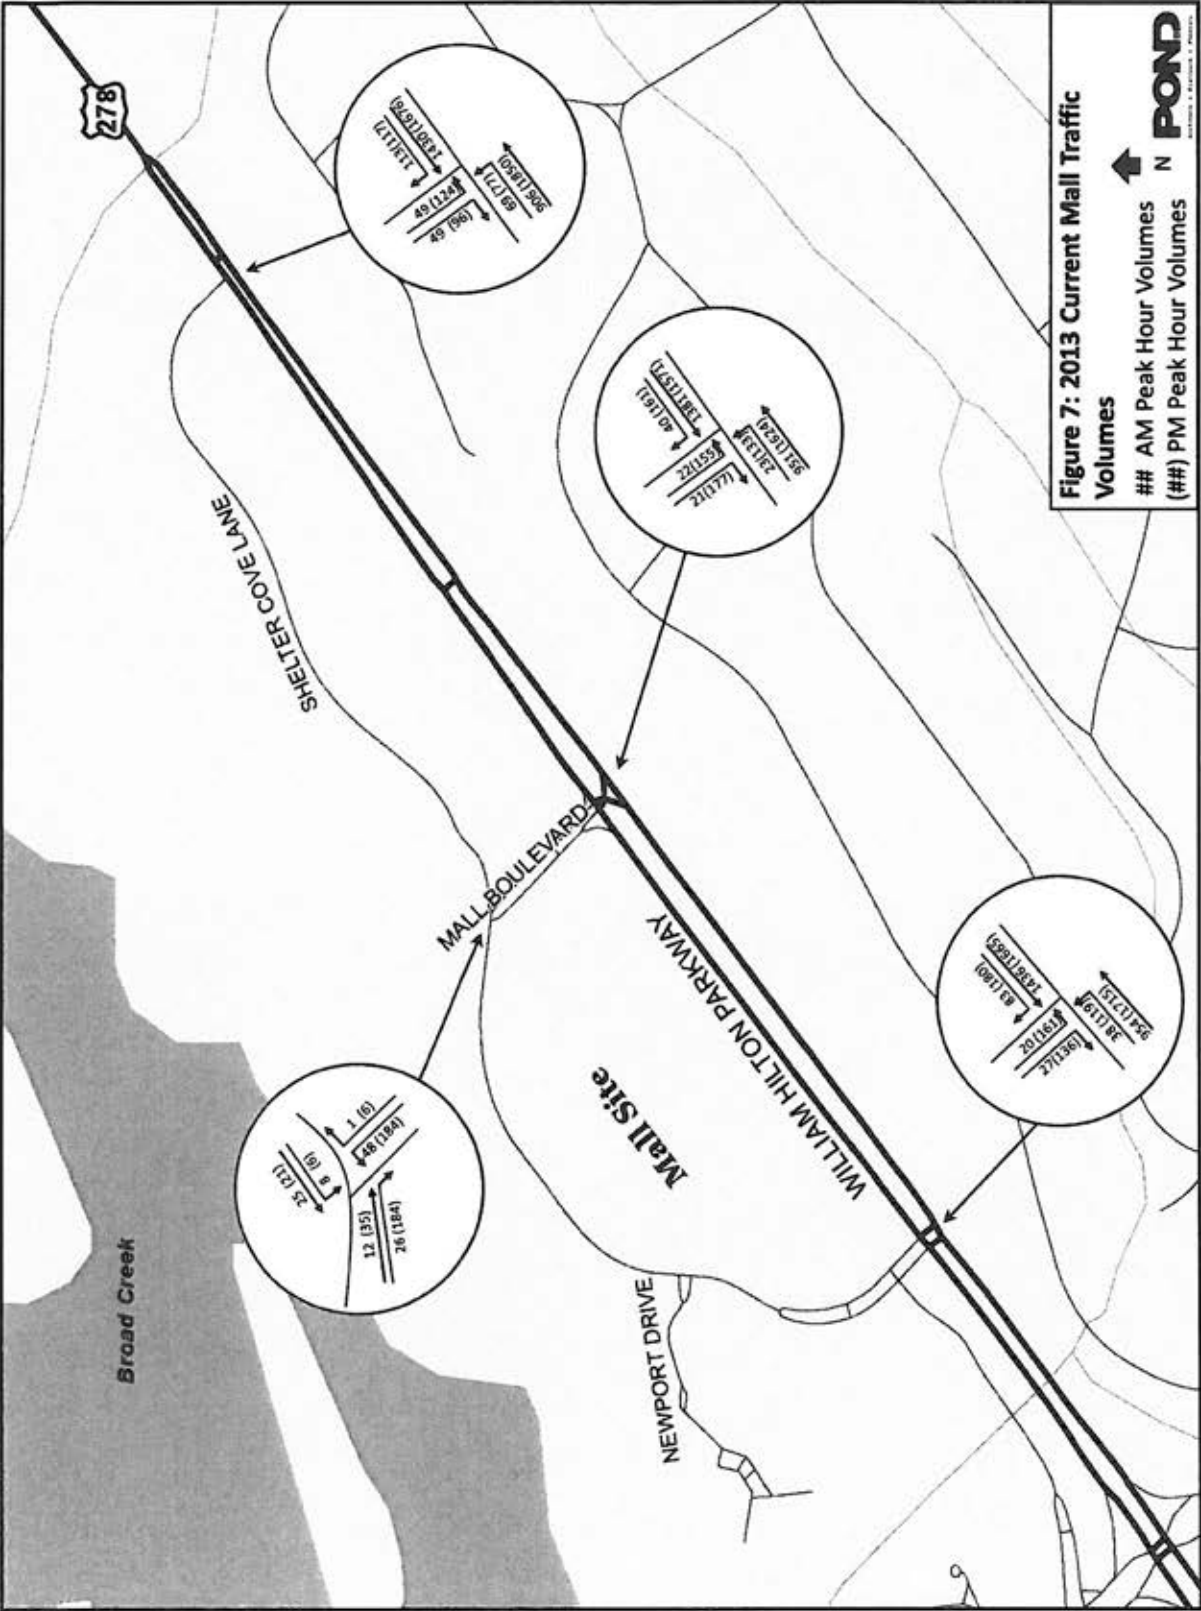 278
1430 (1676)
113(117)
49 (124)
49 (96)
69 (77)
906 (1850)
SHELTER COVE LANE
1381(1571)
40 (161)
22(155)
21(177)
23(133)
951 (1624)
MALL BOULEVARD
WILLIAM HILTON PARKWAY
Mall Site
1436(1665)
83 (180)
20(161)
27(136)
38 (119)
954 (1715)
1 (6)
48 (184)
25 (21)
8 (6)
12 (35)
26 (184)
Broad Creek
NEWPORT DRIVE
Figure 7: 2013 Current Mall Traffic
Volumes
## AM Peak Hour Volumes
(##) PM Peak Hour Volumes
N
POND